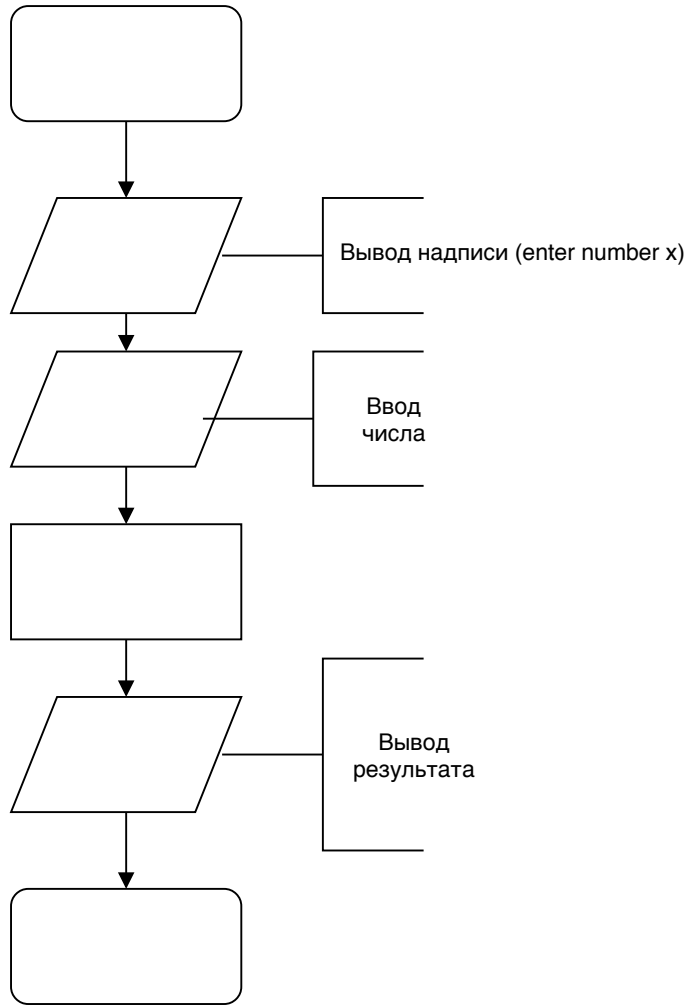 Вывод надписи (enter number x)
Ввод
числа
Вывод
результата